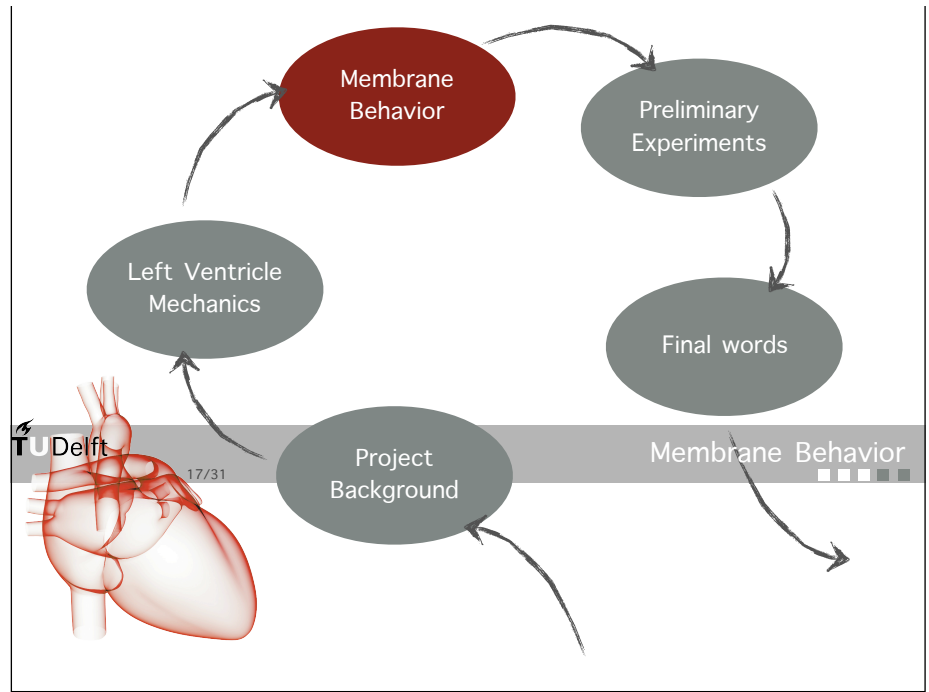 Membrane
Behavior
Preliminary
Experiments
Left Ventricle
Mechanics
Final words
TUDelft
17/31
Project
Background
Membrane Behavior